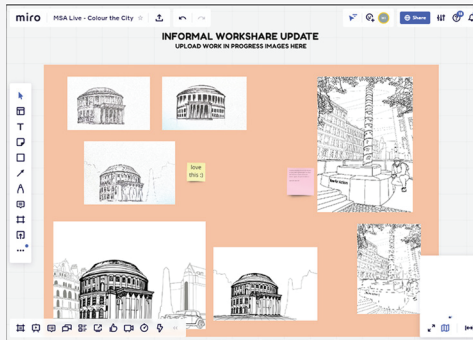 miro
MSA Live - Colour the City
Share
INFORMAL WORKSHARE UPDATE
UPLOAD WORK IN PROGRESS IMAGES HERE
love
this :)